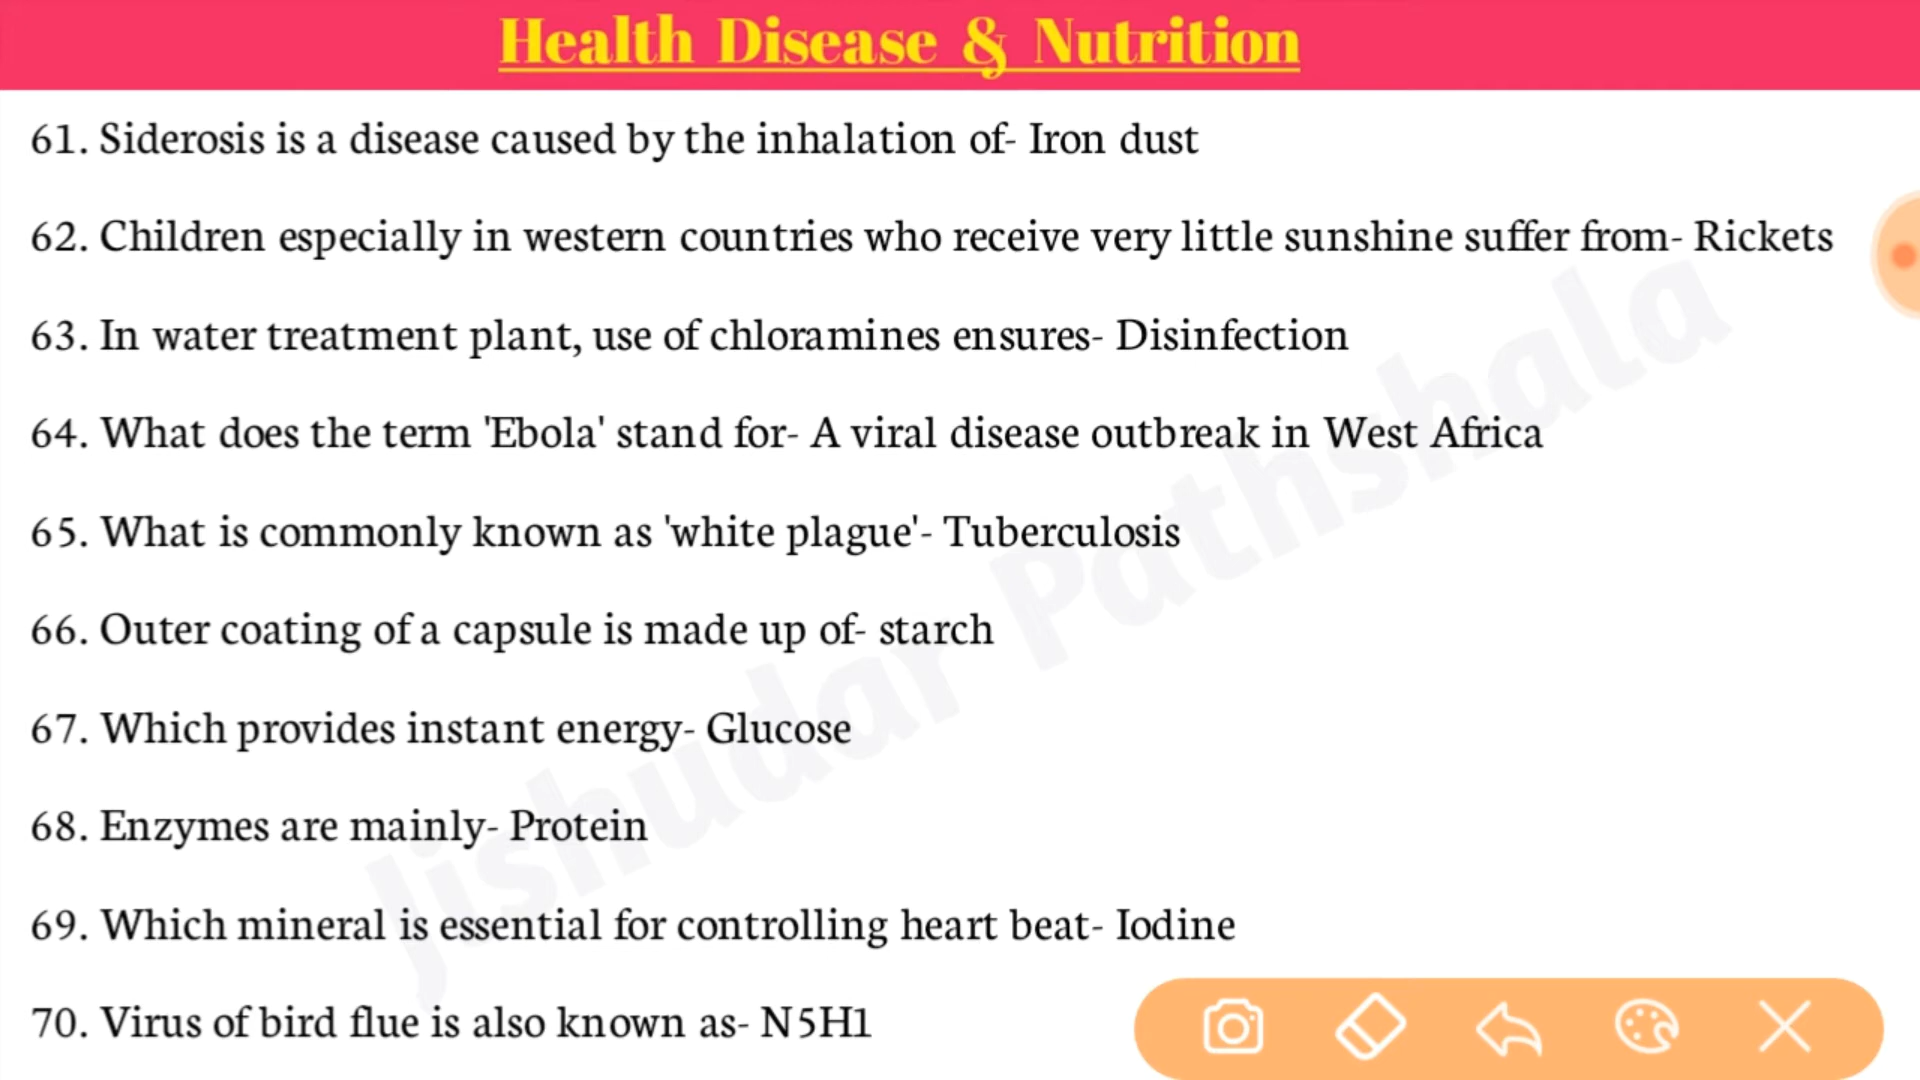 Health Disease & Nutrition
61. Siderosis is a disease caused by the inhalation of- Iron dust
62. Children especially in western countries who receive very little sunshine suffer from- Rickets
63. In water treatment plant, use of chloramines ensures- Disinfection
64. What does the term 'Ebola' stand for- A viral disease outbreak in West Africa
65. What is commonly known as 'white plague'- Tuberculosis
66. Outer coating of a capsule is made up of- starch
67. Which provides instant energy- Glucose
68. Enzymes are mainly- Protein
69. Which mineral is essential for controlling heart beat- Iodine
70. Virus of bird flue is also known as- N5H1
Jishudar Pathshala